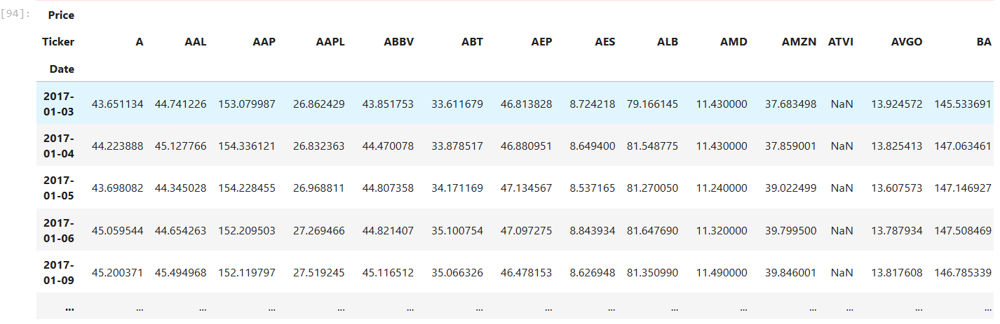 [94]: Price
Ticker A AAL AAP AAPL ABBV ABT AEP AES ALB AMD AMZN ATVI AVGO BA
Date
2017-
01-03 43.651134 44.741226 153.079987 26.862429 43.851753 33.611679 46.813828 8.724218 79.166145 11.430000 37.683498 NaN 13.924572 145.533691
2017-
01-04 44.223888 45.127766 154.336121 26.832363 44.470078 33.878517 46.880951 8.649400 81.548775 11.430000 37.859001 NaN 13.825413 147.063461
2017-
01-05 43.698082 44.345028 154.228455 26.968811 44.807358 34.171169 47.134567 8.537165 81.270050 11.240000 39.022499 NaN 13.607573 147.146927
2017-
01-06 45.059544 44.654263 152.209503 27.269466 44.821407 35.100754 47.097275 8.843934 81.647690 11.320000 39.799500 NaN 13.787934 147.508469
2017-
01-09 45.200371 45.494968 152.119797 27.519245 45.116512 35.066326 46.478153 8.626948 81.350990 11.490000 39.846001 NaN 13.817608 146.785339
... ... ... ... ... ... ... ... ... ... ... ... ... ... ...